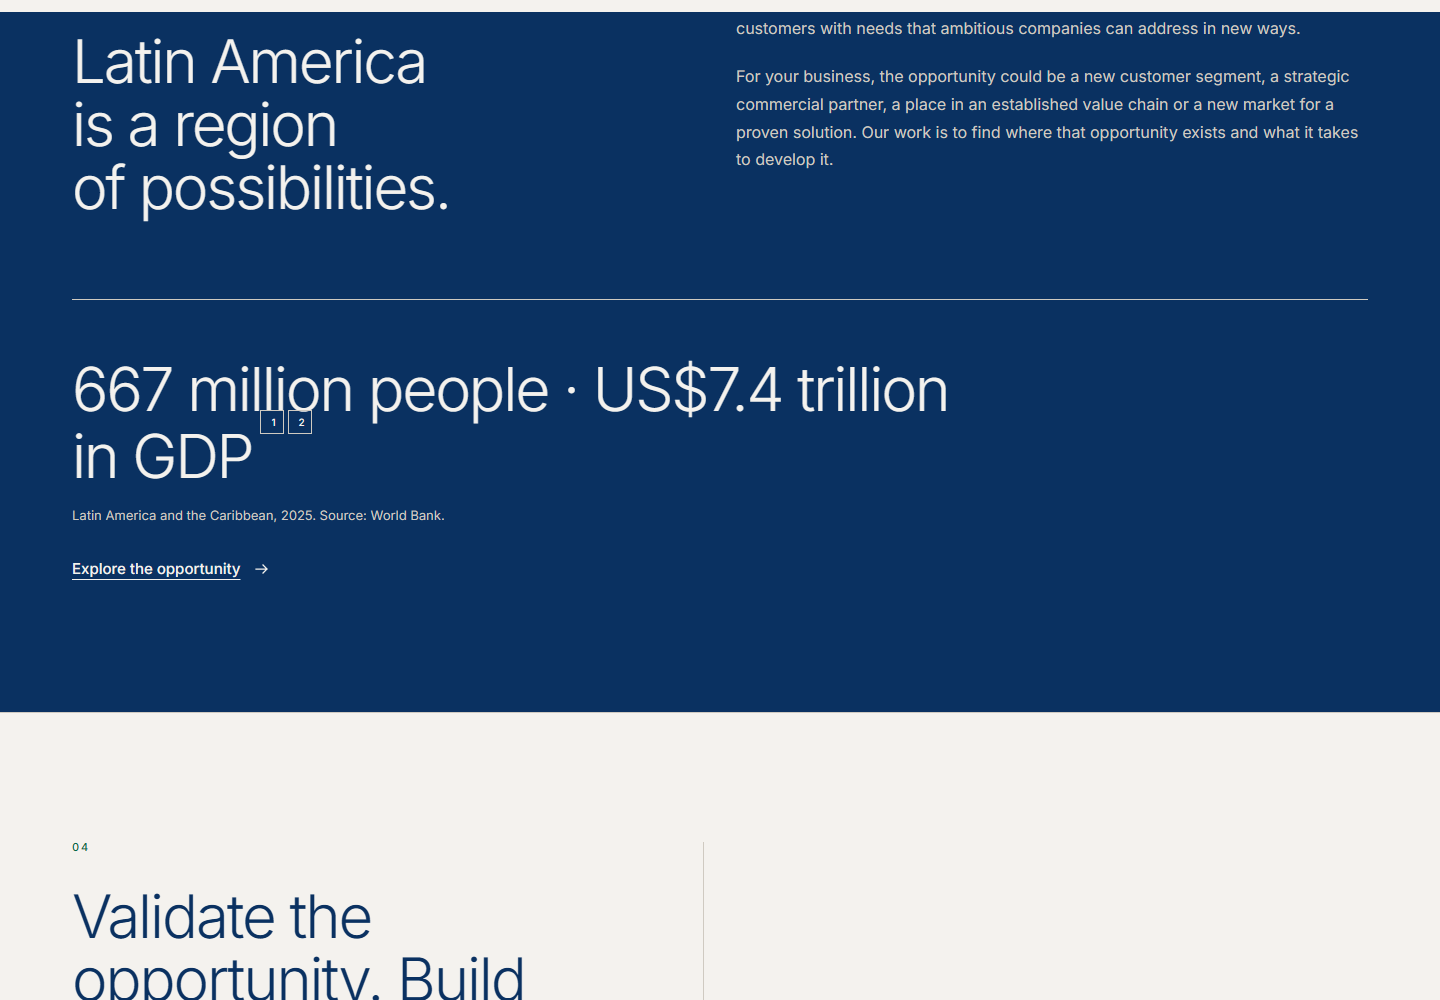 Latin America
is a region
of possibilities.
customers with needs that ambitious companies can address in new ways.
For your business, the opportunity could be a new customer segment, a strategic
commercial partner, a place in an established value chain or a new market for a
proven solution. Our work is to find where that opportunity exists and what it takes
to develop it.
667 million people · US$7.4 trillion
in GDP 1 2
Latin America and the Caribbean, 2025. Source: World Bank.
Explore the opportunity →
04
Validate the
opportunity. Build